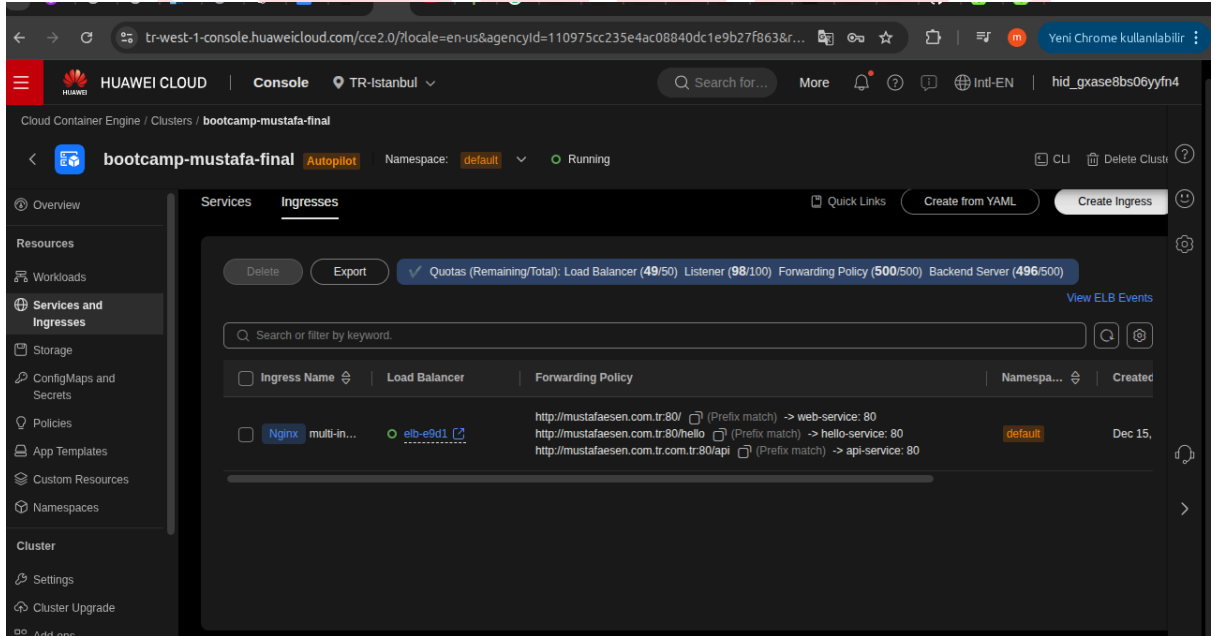 tr-west-1-console.huaweicloud.com/cce2.0/?locale=en-us&agencyId=110975cc235e4ac08840dc1e9b27f863&r...
m
Yeni Chrome kullanılabilir
HUAWEI
HUAWEI CLOUD | Console TR-Istanbul Search for... More Intl-EN | hid_gxase8bs06yyfn4
Cloud Container Engine / Clusters / bootcamp-mustafa-final
bootcamp-mustafa-final Autopilot Namespace: default Running CLI Delete Cluste
Overview
Resources
Workloads
Services and
Ingresses
Storage
ConfigMaps and
Secrets
Policies
App Templates
Custom Resources
Namespaces
Cluster
Settings
Cluster Upgrade
Add-ons
Services Ingresses Quick Links Create from YAML Create Ingress
Delete Export Quotas (Remaining/Total): Load Balancer (49/50) Listener (98/100) Forwarding Policy (500/500) Backend Server (496/500)
View ELB Events
Search or filter by keyword.
Ingress Name Load Balancer Forwarding Policy Namespa... Created
Nginx multi-in... elb-e9d1
http://mustafaesen.com.tr:80/ (Prefix match) -> web-service: 80
http://mustafaesen.com.tr:80/hello (Prefix match) -> hello-service: 80
http://mustafaesen.com.tr.com.tr:80/api (Prefix match) -> api-service: 80
default Dec 15,